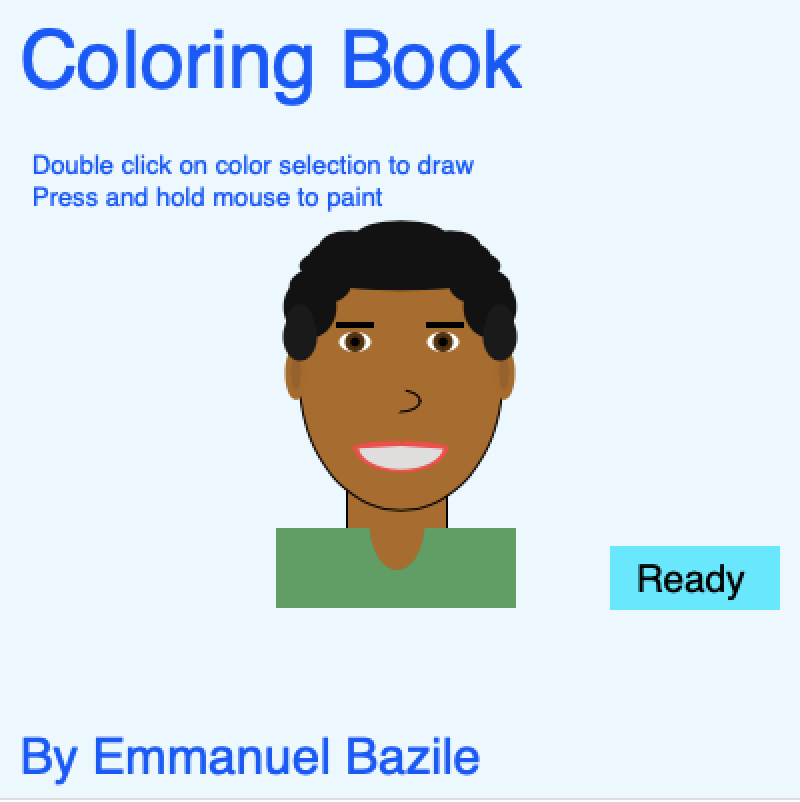 Coloring Book
Double click on color selection to draw
Press and hold mouse to paint
Ready
By Emmanuel Bazile